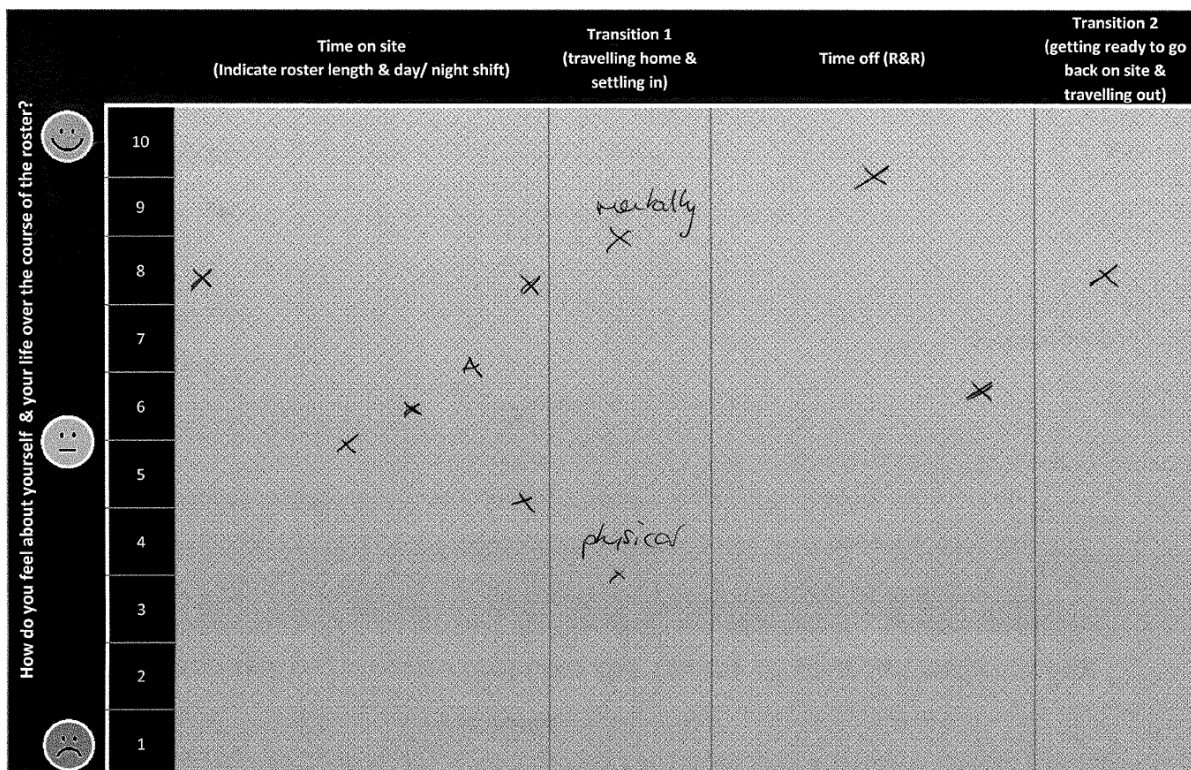 How do you feel about yourself & your life over the course of the roster?
Time on site
(Indicate roster length & day/ night shift)
Transition 1
(travelling home &
settling in)
Time off (R&R)
Transition 2
(getting ready to go
back on site &
travelling out)
10
9
mentally
8
7
6
5
4
physical
3
2
1